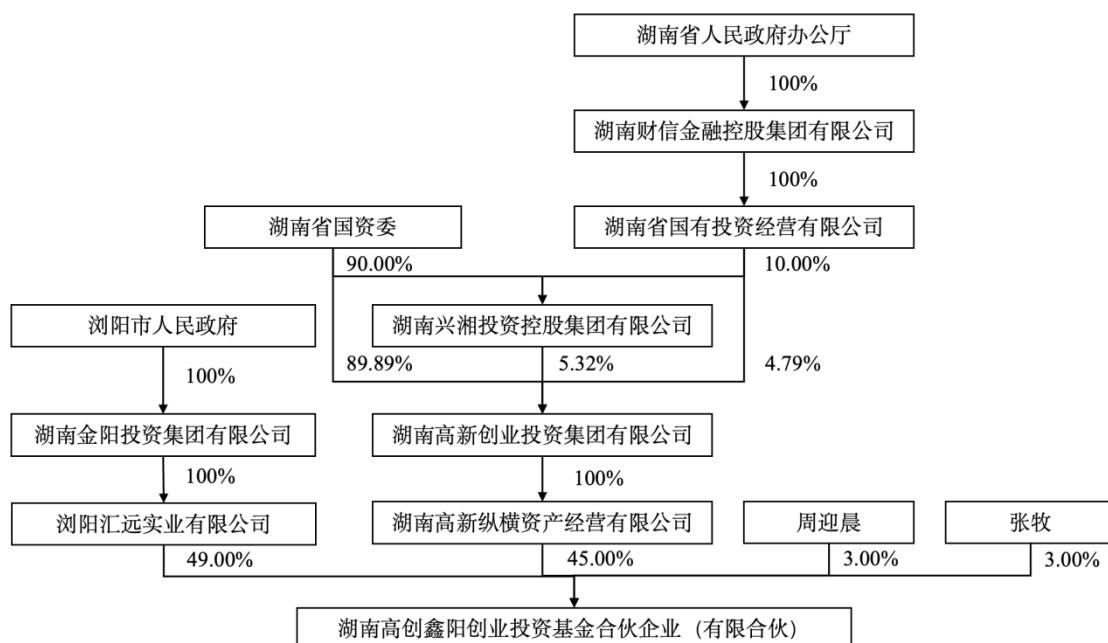 湖南省人民政府办公厅
100%
湖南财信金融控股集团有限公司
100%
湖南省国资委
湖南省国有投资经营有限公司
90.00%
10.00%
浏阳市人民政府
湖南兴湘投资控股集团有限公司
100%
89.89%
5.32%
4.79%
湖南金阳投资集团有限公司
湖南高新创业投资集团有限公司
100%
100%
浏阳汇远实业有限公司
湖南高新纵横资产经营有限公司
周迎晨
张牧
49.00%
45.00%
3.00%
3.00%
湖南高创鑫阳创业投资基金合伙企业（有限合伙）